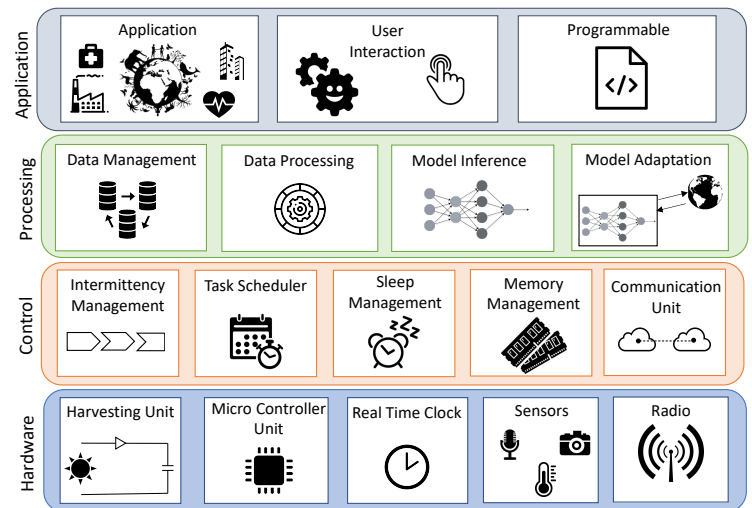 Application
Application
User
Interaction
Programmable
</>
Processing
Data Management
Data Processing
Model Inference
Model Adaptation
Control
Intermittency
Management
Task Scheduler
Sleep
Management
zzz
Memory
Management
Communication
Unit
Hardware
Harvesting Unit
Micro Controller
Unit
Real Time Clock
Sensors
Radio